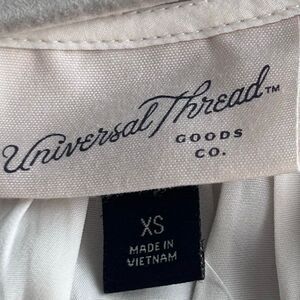 Universal Thread™
GOODS
CO.
XS
MADE IN
VIETNAM